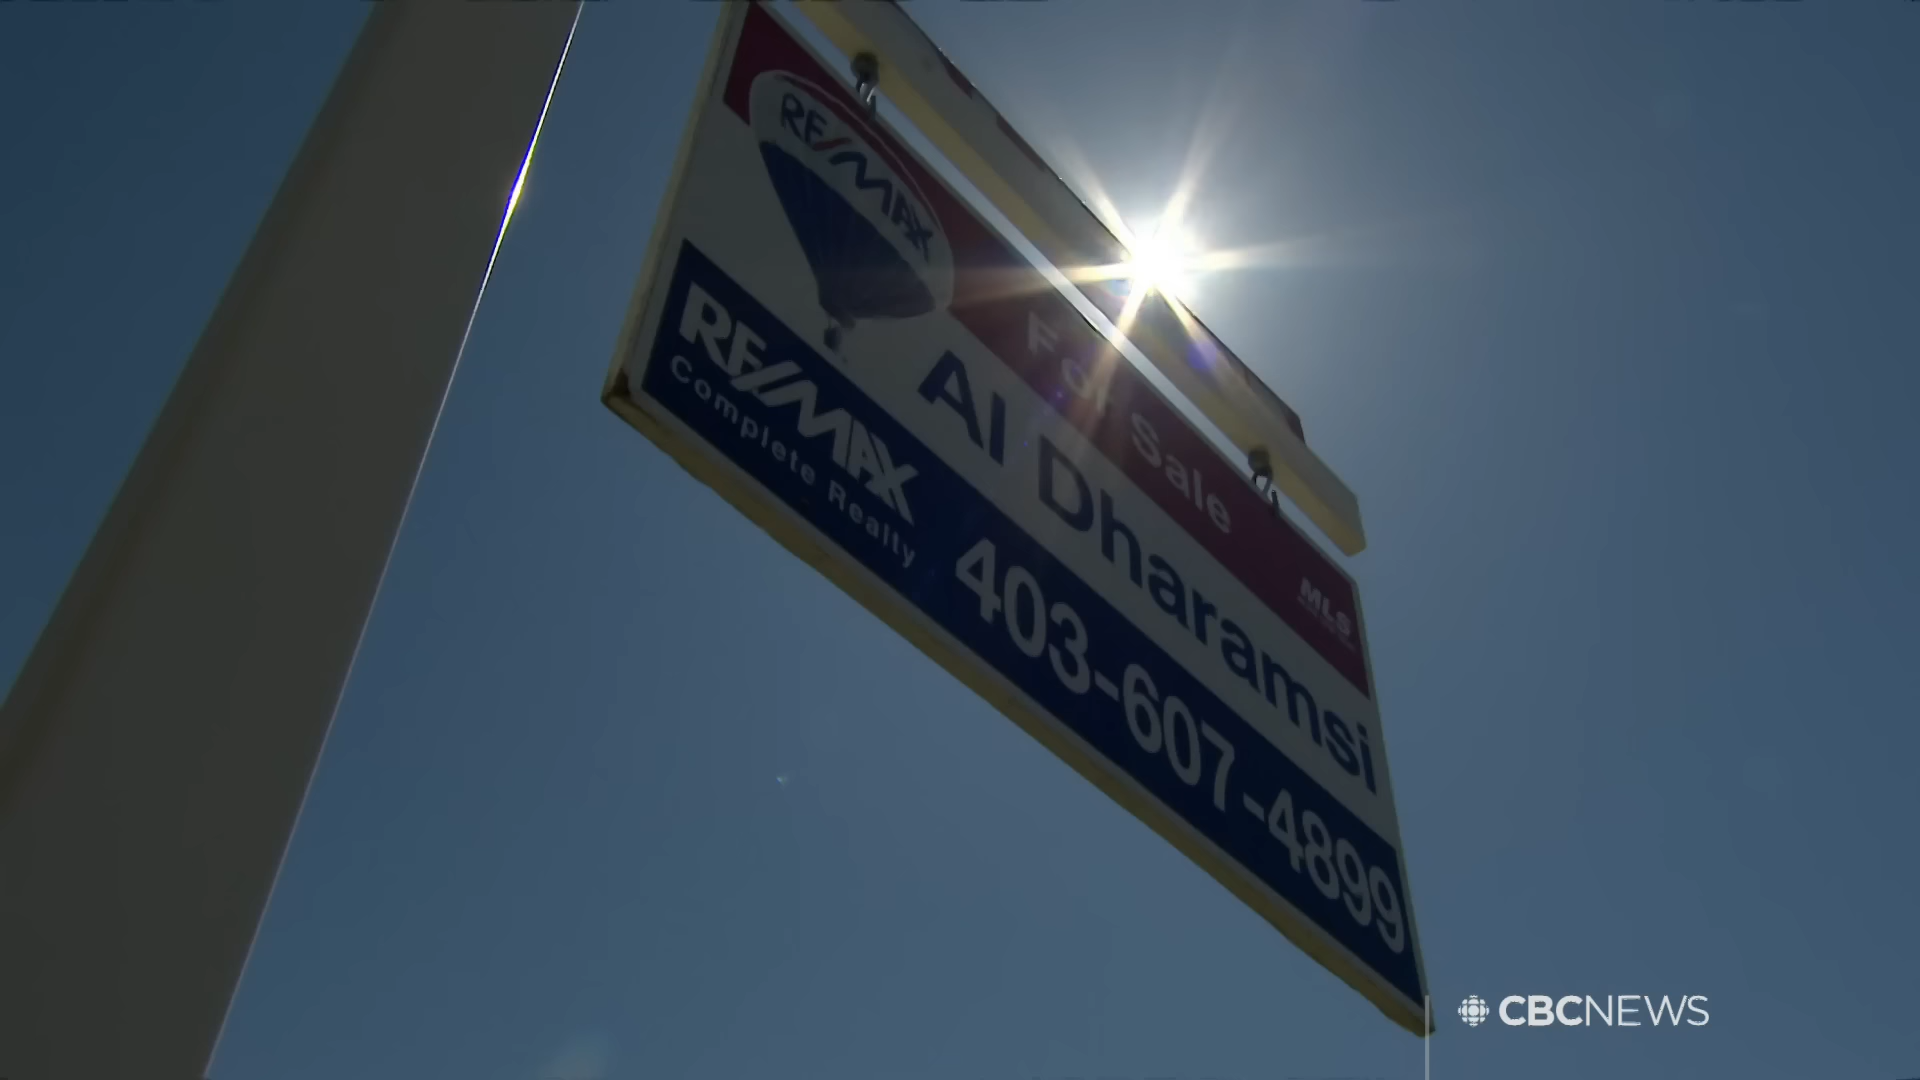 RE/MAX
For Sale
MLS
Al Dharamsi
RE/MAX
Complete Realty
403-607-4899
CBCNEWS